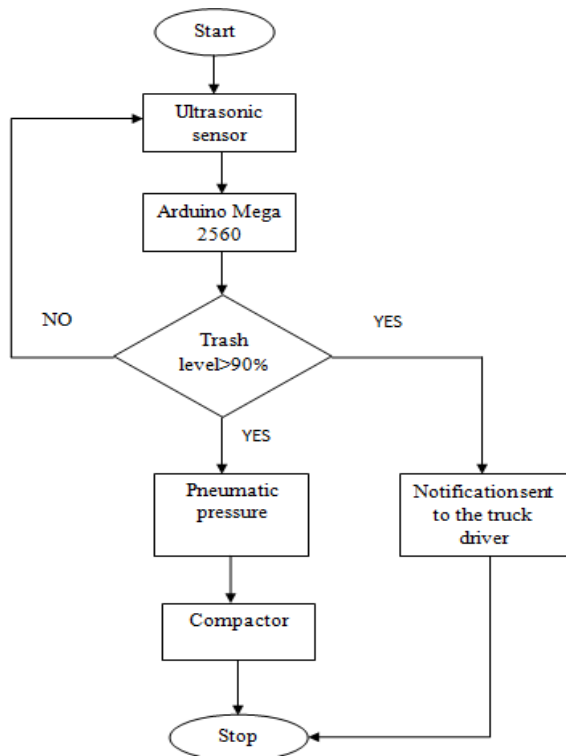 Start
Ultrasonic
sensor
Arduino Mega
2560
NO
YES
Trash
level>90%
YES
Pneumatic
pressure
Notificationsent
to the truck
driver
Compactor
Stop